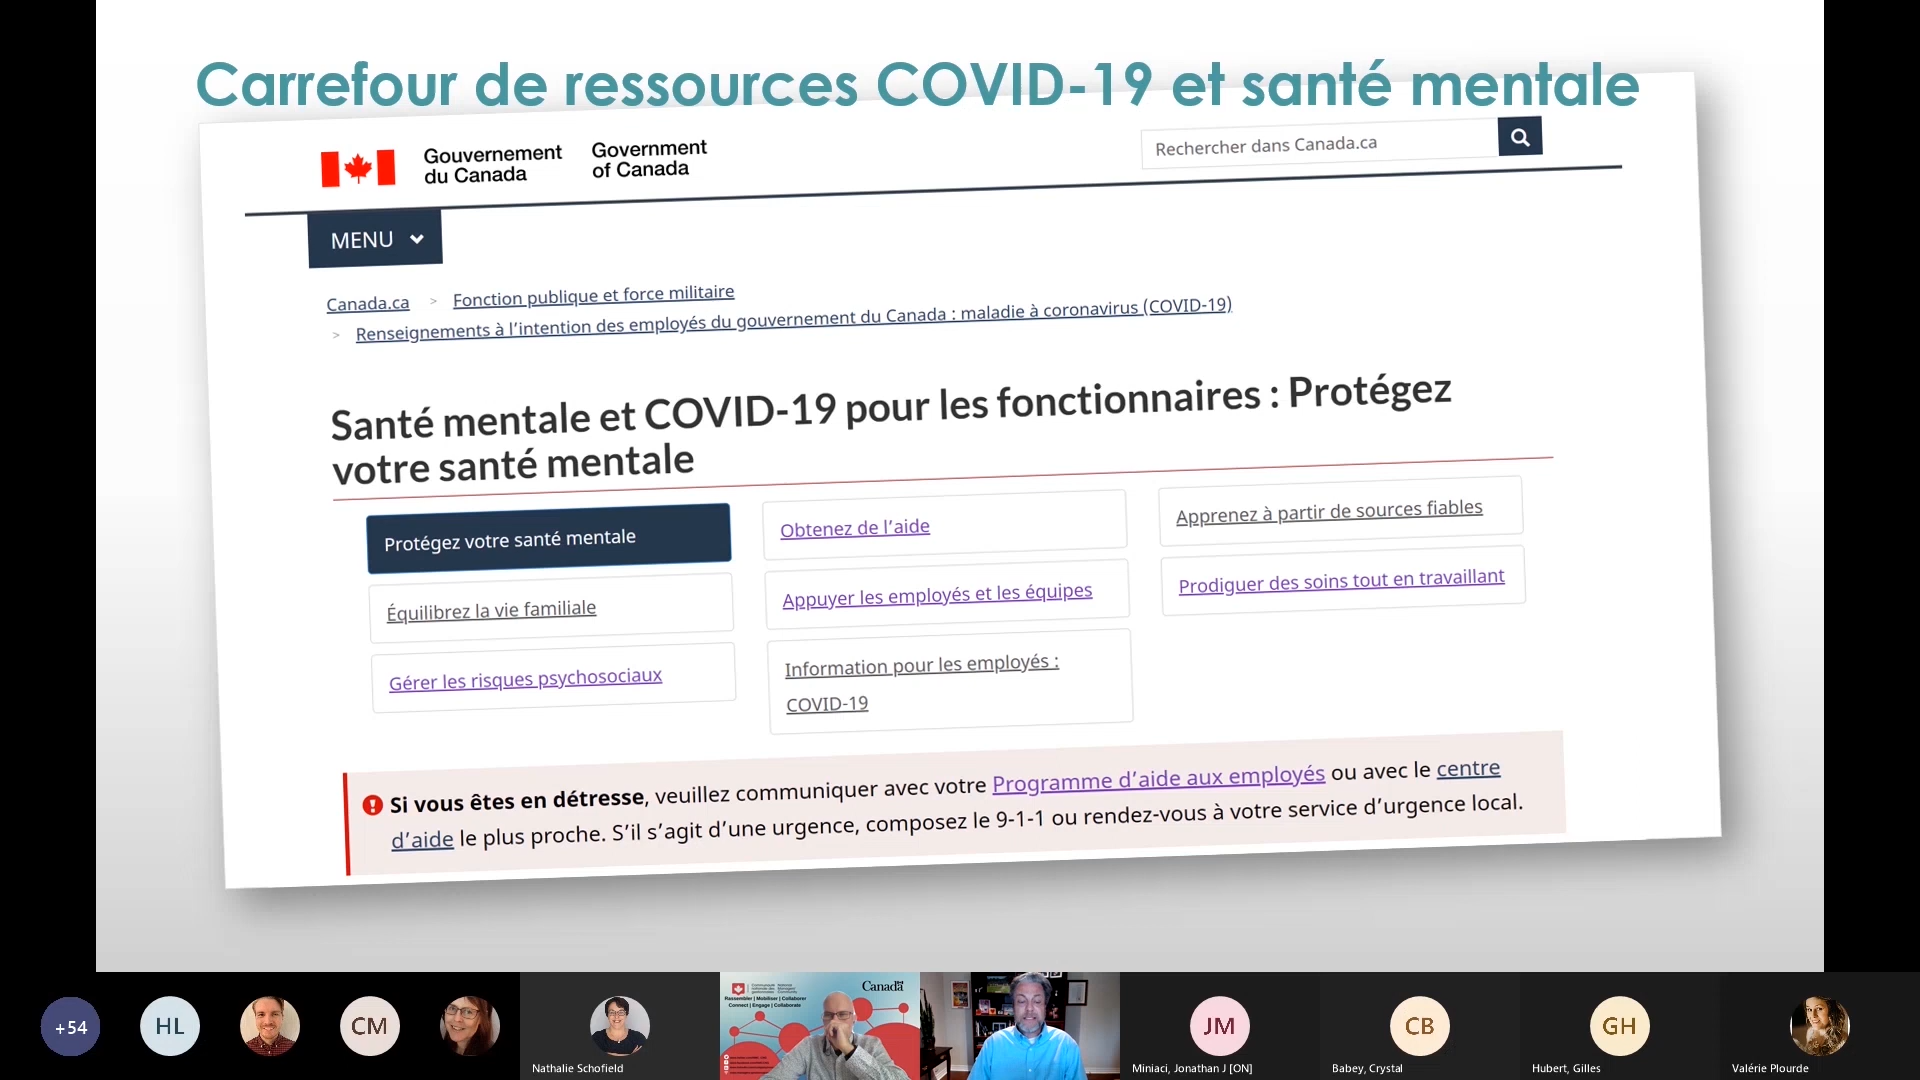 Carrefour de ressources COVID-19 et santé mentale
Gouvernement
du Canada
Government
of Canada
Rechercher dans Canada.ca
MENU
Canada.ca > Fonction publique et force militaire
> Renseignements à l’intention des employés du gouvernement du Canada : maladie à coronavirus (COVID-19)
Santé mentale et COVID-19 pour les fonctionnaires : Protégez
votre santé mentale
Protégez votre santé mentale
Obtenez de l’aide
Apprenez à partir de sources fiables
Équilibrez la vie familiale
Appuyer les employés et les équipes
Prodiguer des soins tout en travaillant
Gérer les risques psychosociaux
Information pour les employés :
COVID-19
Si vous êtes en détresse, veuillez communiquer avec votre Programme d’aide aux employés ou avec le centre
d’aide le plus proche. S’il s’agit d’une urgence, composez le 9-1-1 ou rendez-vous à votre service d’urgence local.
+54
HL
CM
Nathalie Schofield
Canada
Rassembler | Mobiliser | Collaborer
Connect | Engage | Collaborate
JM
Miniaci, Jonathan J [ON]
CB
Babey, Crystal
GH
Hubert, Gilles
Valérie Plourde